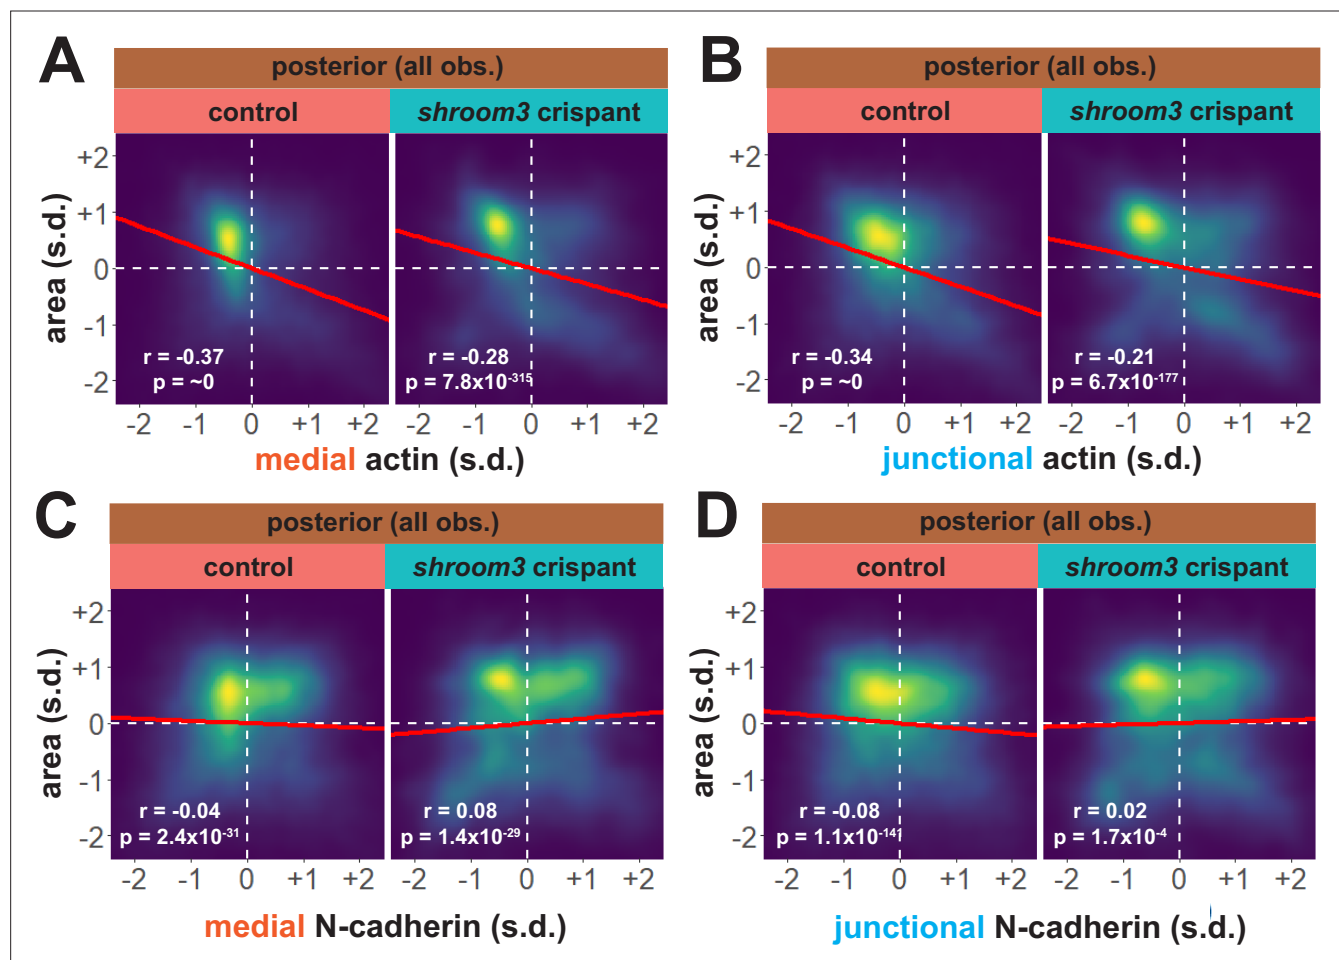 A
posterior (all obs.)
control
shroom3 crispant
area (s.d.)
+2
+1
0
-1
-2
r = -0.37
p = ~0
r = -0.28
p = 7.8x10⁻³¹⁵
-2 -1 0 +1 +2 -2 -1 0 +1 +2
medial actin (s.d.)
B
posterior (all obs.)
control
shroom3 crispant
area (s.d.)
+2
+1
0
-1
-2
r = -0.34
p = ~0
r = -0.21
p = 6.7x10⁻¹⁷⁷
-2 -1 0 +1 -2 -1 0 +1 +2
junctional actin (s.d.)
C
posterior (all obs.)
control
shroom3 crispant
area (s.d.)
+2
+1
0
-1
-2
r = -0.04
p = 2.4x10⁻³¹
r = 0.08
p = 1.4x10⁻²⁹
-2 -1 0 +1 -2 -1 0 +1 +2
medial N-cadherin (s.d.)
D
posterior (all obs.)
control
shroom3 crispant
area (s.d.)
+2
+1
0
-1
-2
r = -0.08
p = 1.1x10⁻¹⁴¹
r = 0.02
p = 1.7x10⁻⁴
-2 -1 0 +1 -2 -1 0 +1 +2
junctional N-cadherin (s.d.)